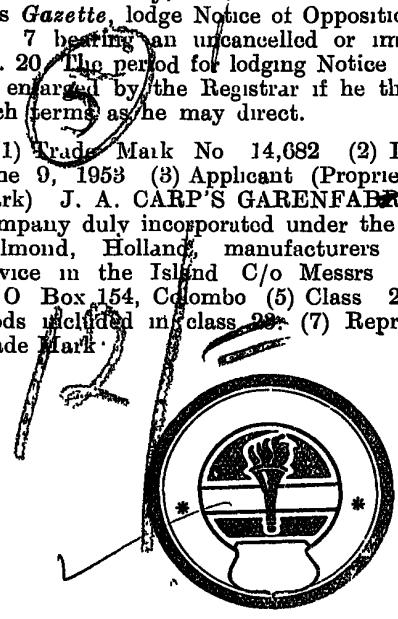 s Gazette, lodge Notice of Oppositio
7 bearing an uncancelled or im
. 20 The period for lodging Notice
enlarged by the Registrar if he th
ch terms as he may direct.
1) Trade Mark No 14,682 (2) D
ne 9, 1953 (3) Applicant (Proprie
rk) J. A. CARP'S GARENFABR
mpany duly incorporated under the
lmond, Holland, manufacturers
vice in the Island C/o Messrs
O Box 154, Colombo (5) Class 2
ods included in class 23 (7) Repr
ade Mark